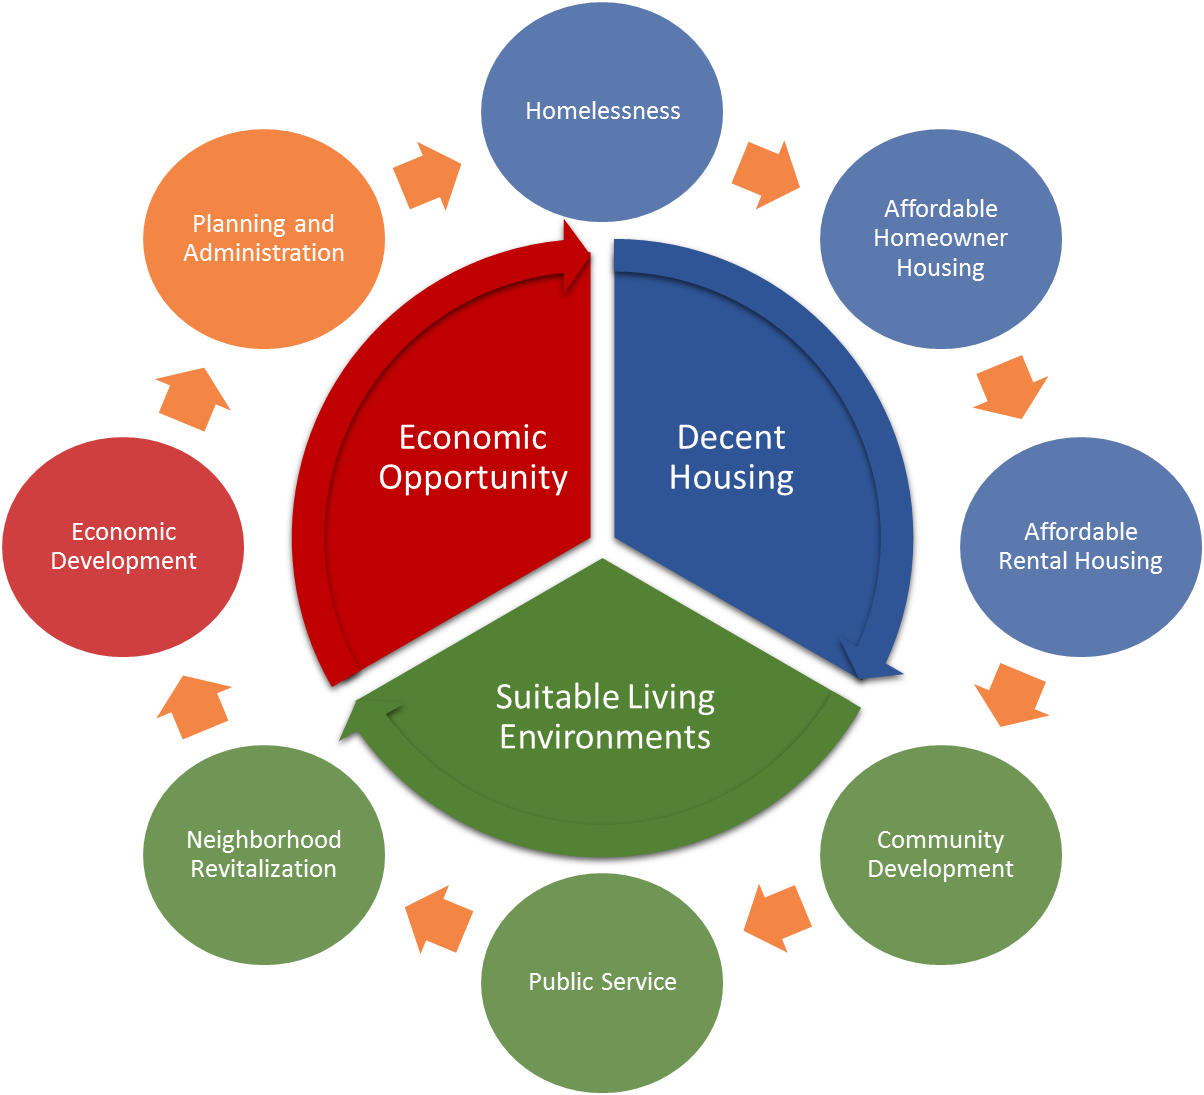 Homelessness
Affordable
Homeowner
Housing
Affordable
Rental Housing
Community
Development
Public Service
Neighborhood
Revitalization
Economic
Development
Planning and
Administration
Economic
Opportunity
Decent
Housing
Suitable Living
Environments